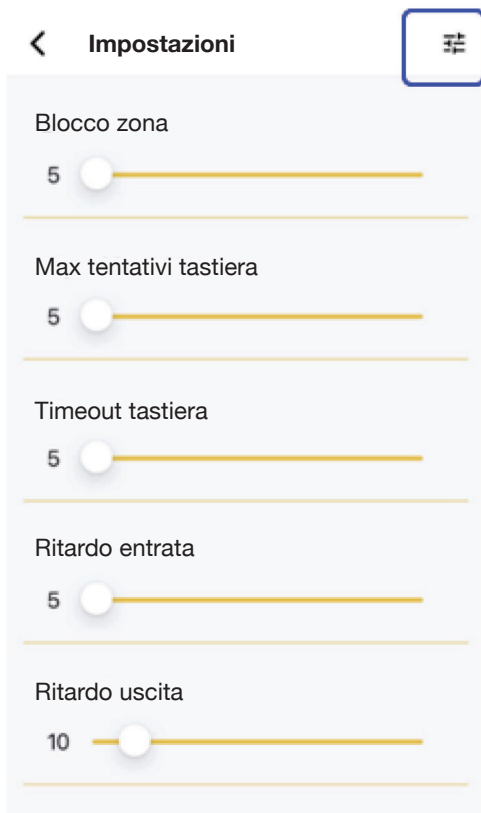 Impostazioni
Blocco zona
5
Max tentativi tastiera
5
Timeout tastiera
5
Ritardo entrata
5
Ritardo uscita
10